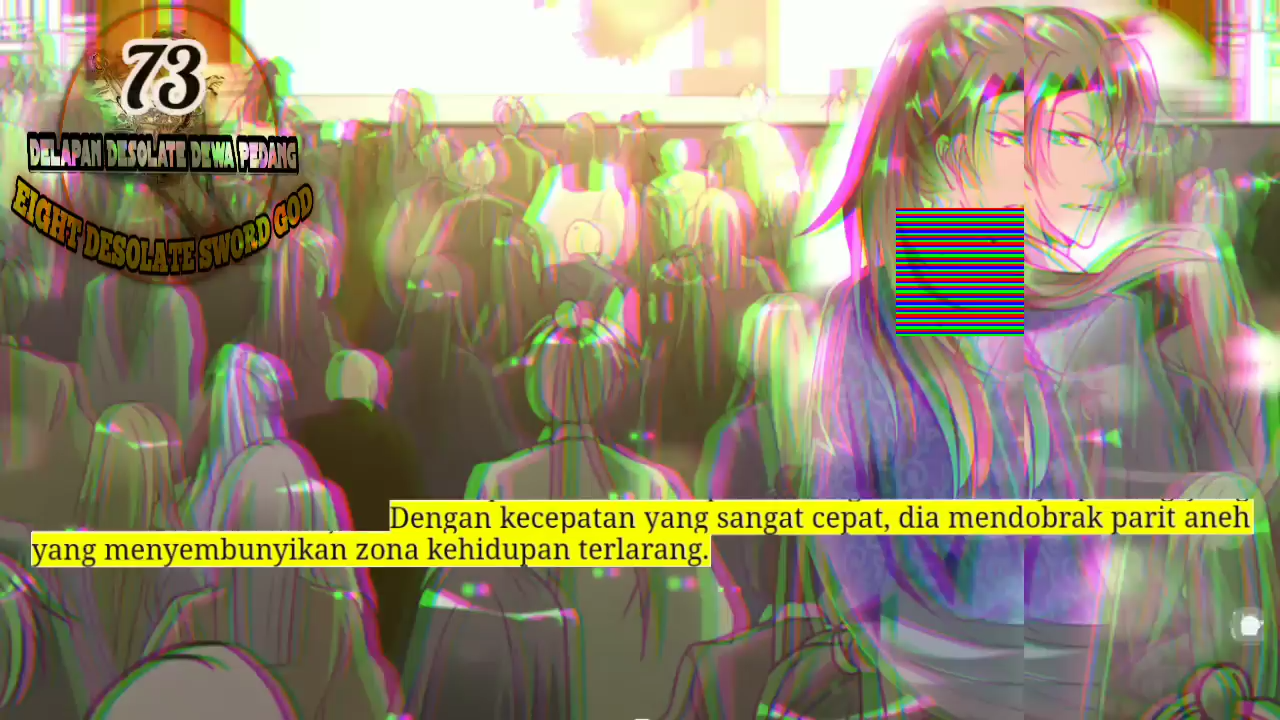 73
DELAPAN DESOLATE DEWA PEDANG
EIGHT DESOLATE SWORD GOD
Dengan kecepatan yang sangat cepat, dia mendobrak parit aneh
yang menyembunyikan zona kehidupan terlarang.